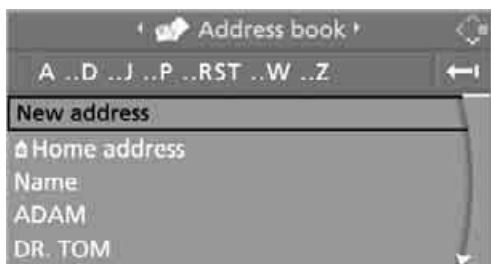 Address book
A ..D ..J ..P ..RST ..W ..Z
New address
Home address
Name
ADAM
DR. TOM